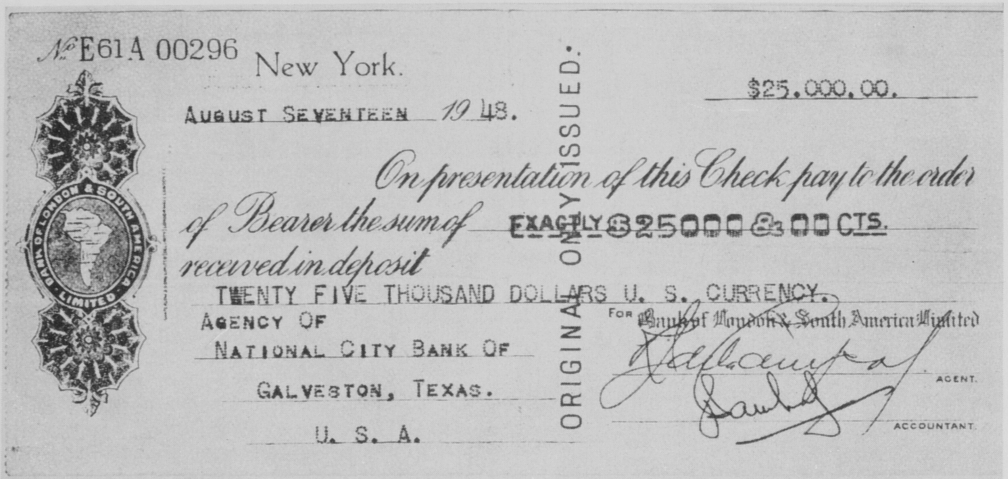 No E61A 00296
New York.
$25.000.00.
AUGUST SEVENTEEN 1948.
On presentation of this Check pay to the order
of Bearer the sum of EXACTLY $25000 & 00 CTS.
received in deposit
TWENTY FIVE THOUSAND DOLLARS U. S. CURRENCY.
AGENCY OF
NATIONAL CITY BANK OF
GALVESTON, TEXAS.
U. S. A.
FOR Bank of London & South America Limited
AGENT.
ACCOUNTANT.
ORIGINAL ONLY ISSUED.
BANK OF LONDON & SOUTH AMERICA
· LIMITED ·